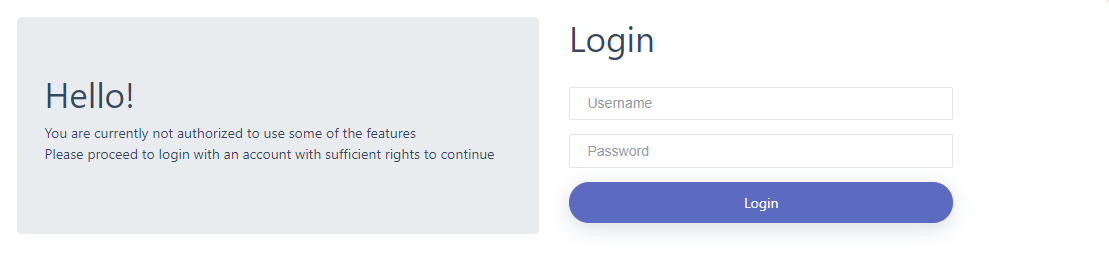 Hello!
You are currently not authorized to use some of the features
Please proceed to login with an account with sufficient rights to continue
Login
Username
Password
Login